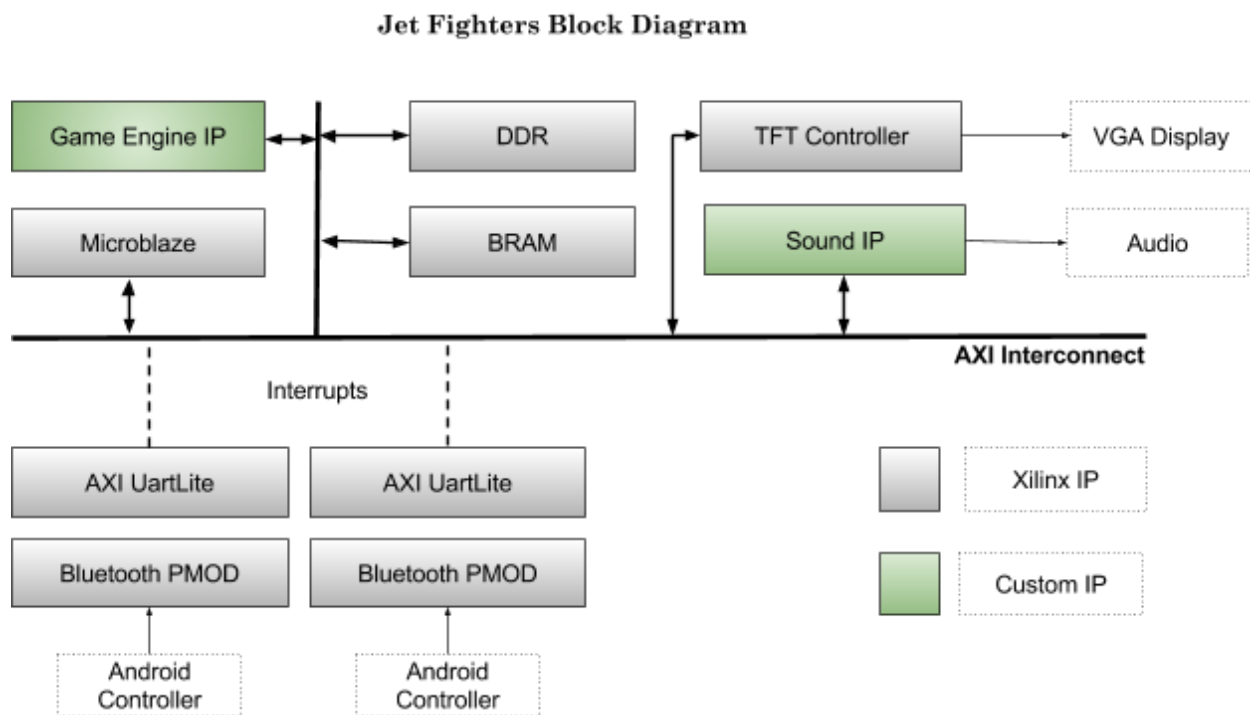 Jet Fighters Block Diagram
Game Engine IP
DDR
TFT Controller
VGA Display
Microblaze
BRAM
Sound IP
Audio
AXI Interconnect
Interrupts
AXI UartLite
AXI UartLite
Xilinx IP
Bluetooth PMOD
Bluetooth PMOD
Custom IP
Android
Controller
Android
Controller